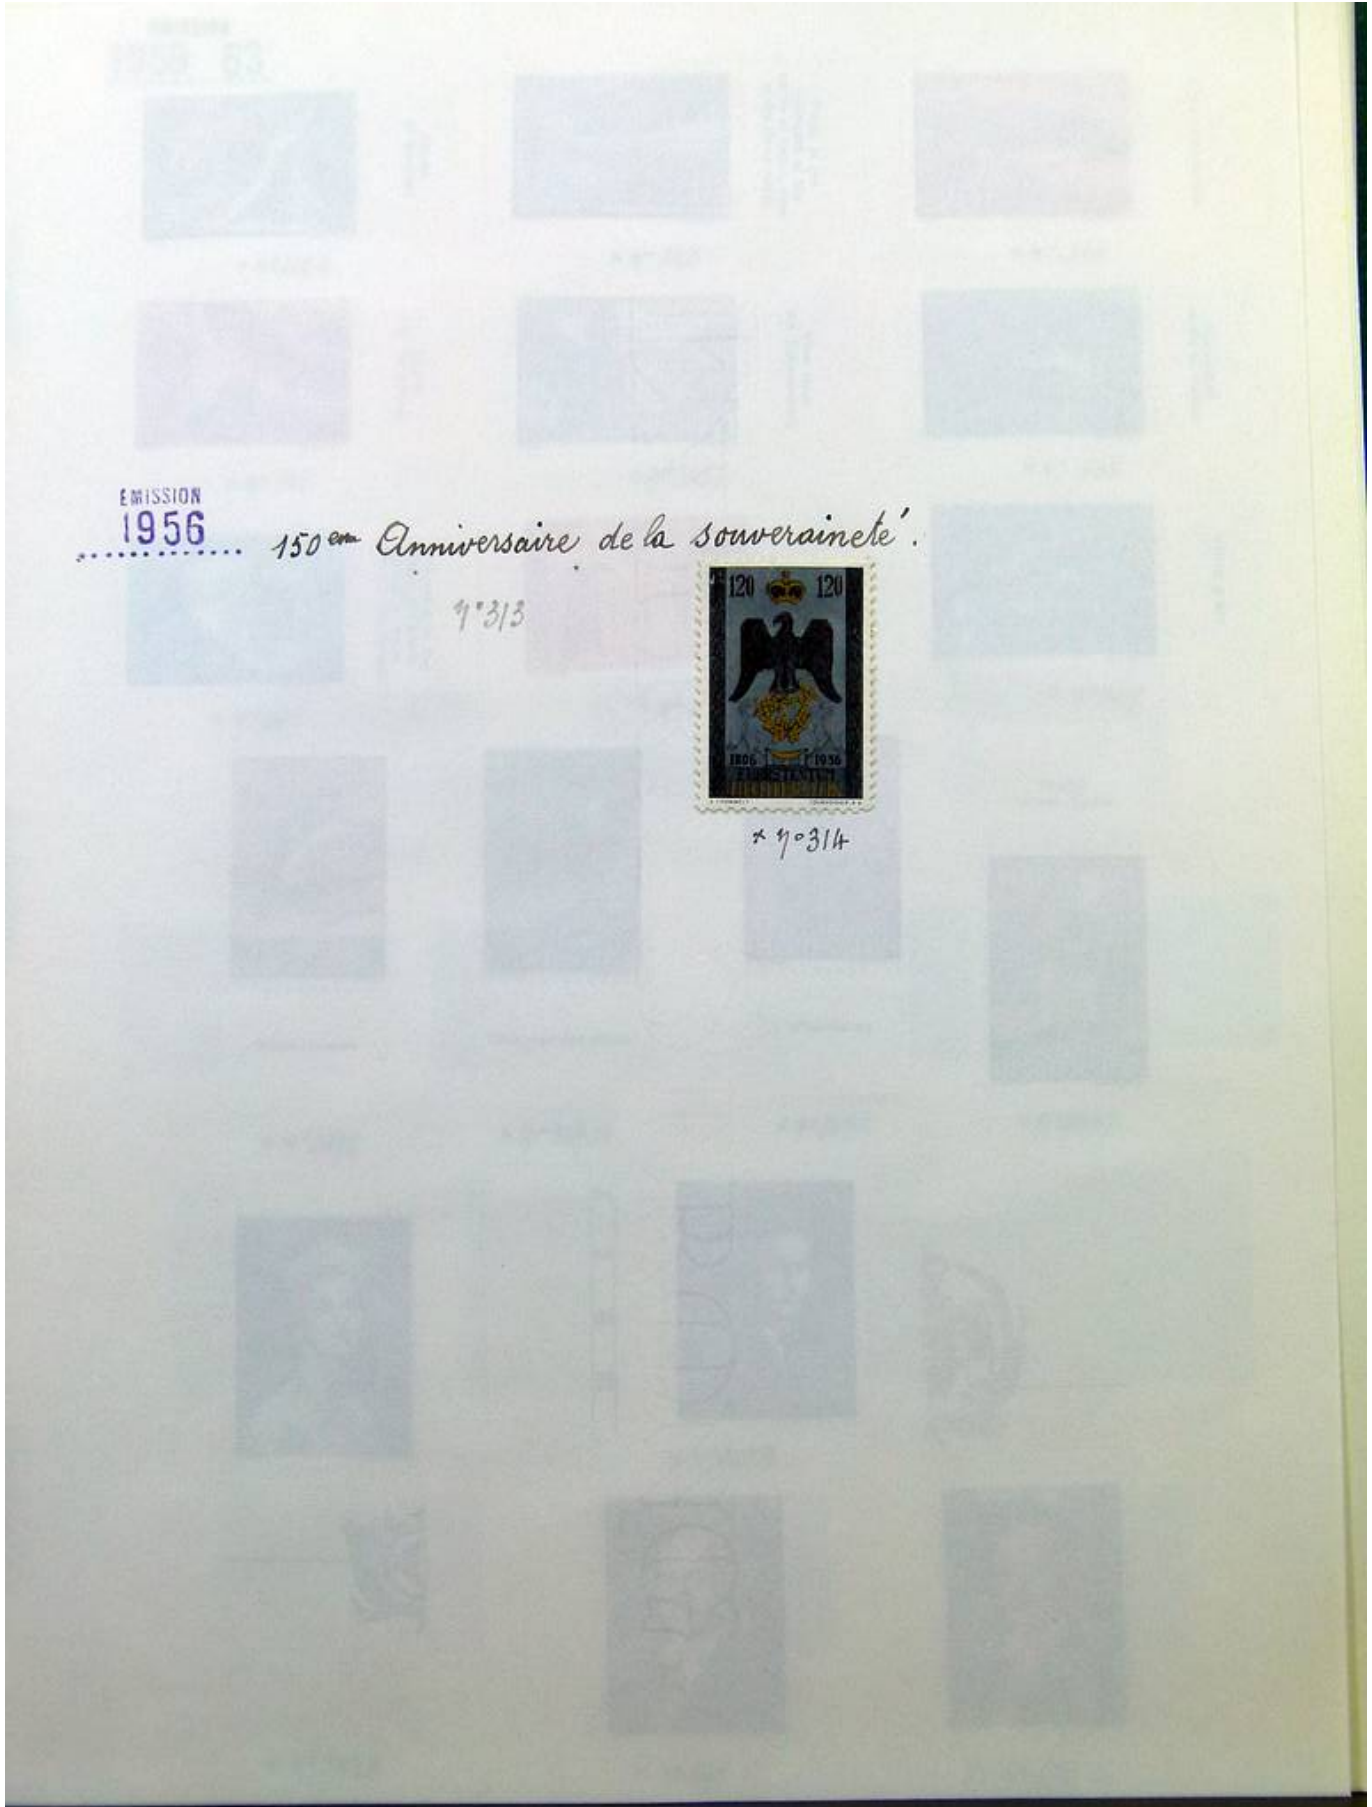 EMISSION
1956
150em Anniversaire de la souveraineté.
n°313
120 120
1806 1956
FÜRSTENTUM
LIECHTENSTEIN
* n°314